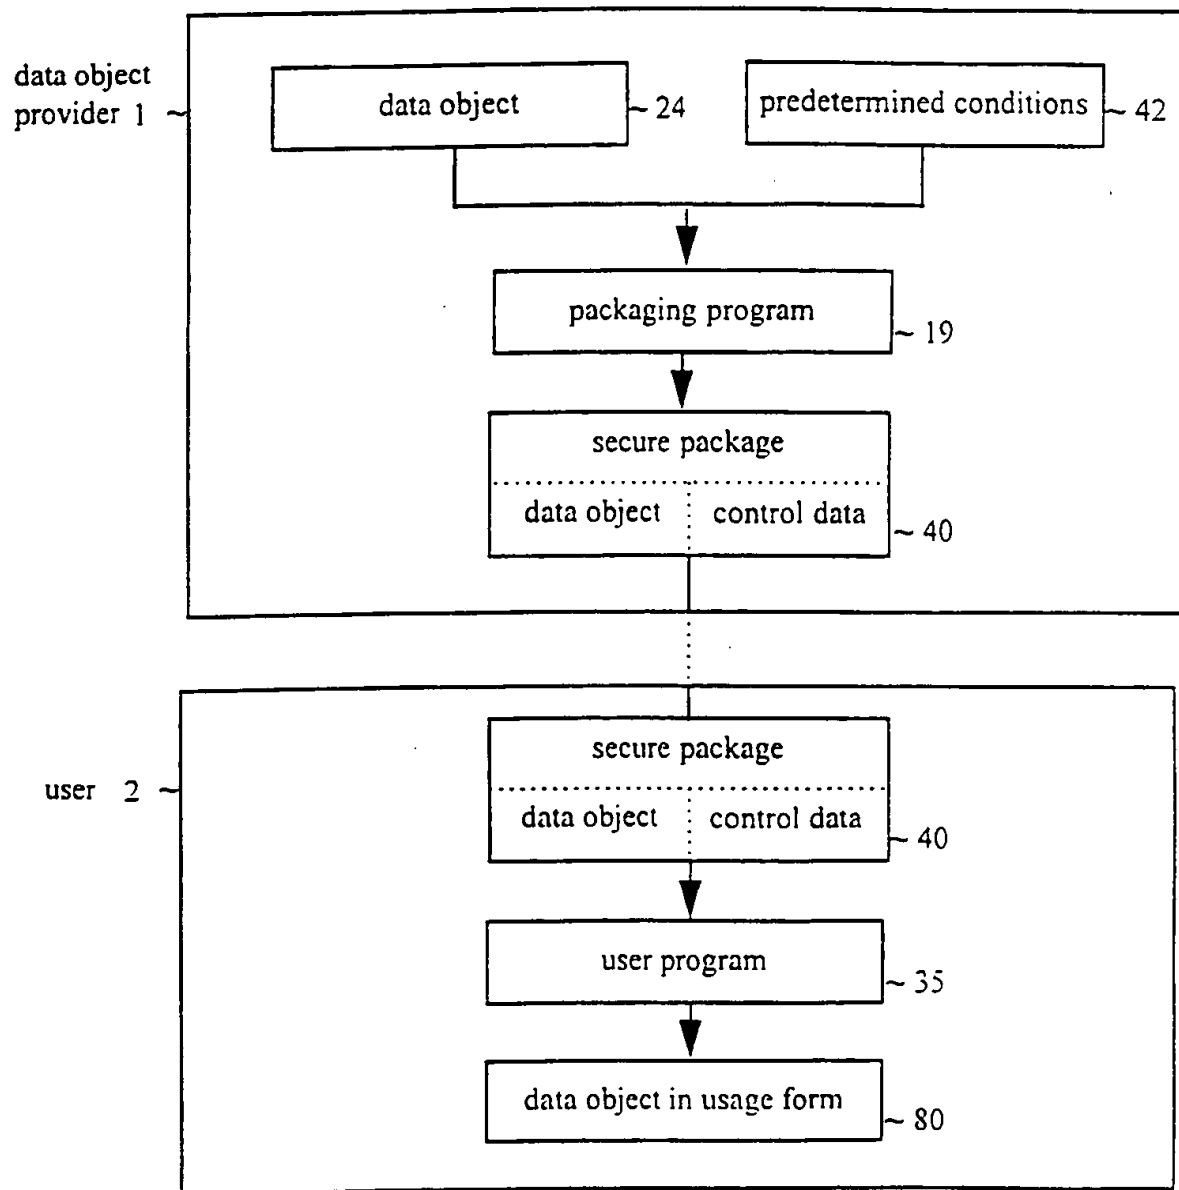 data object
provider 1 ~
data object
~ 24
predetermined conditions
~ 42
packaging program
~ 19
secure package
data object
control data
~ 40
user 2 ~
secure package
data object
control data
~ 40
user program
~ 35
data object in usage form
~ 80